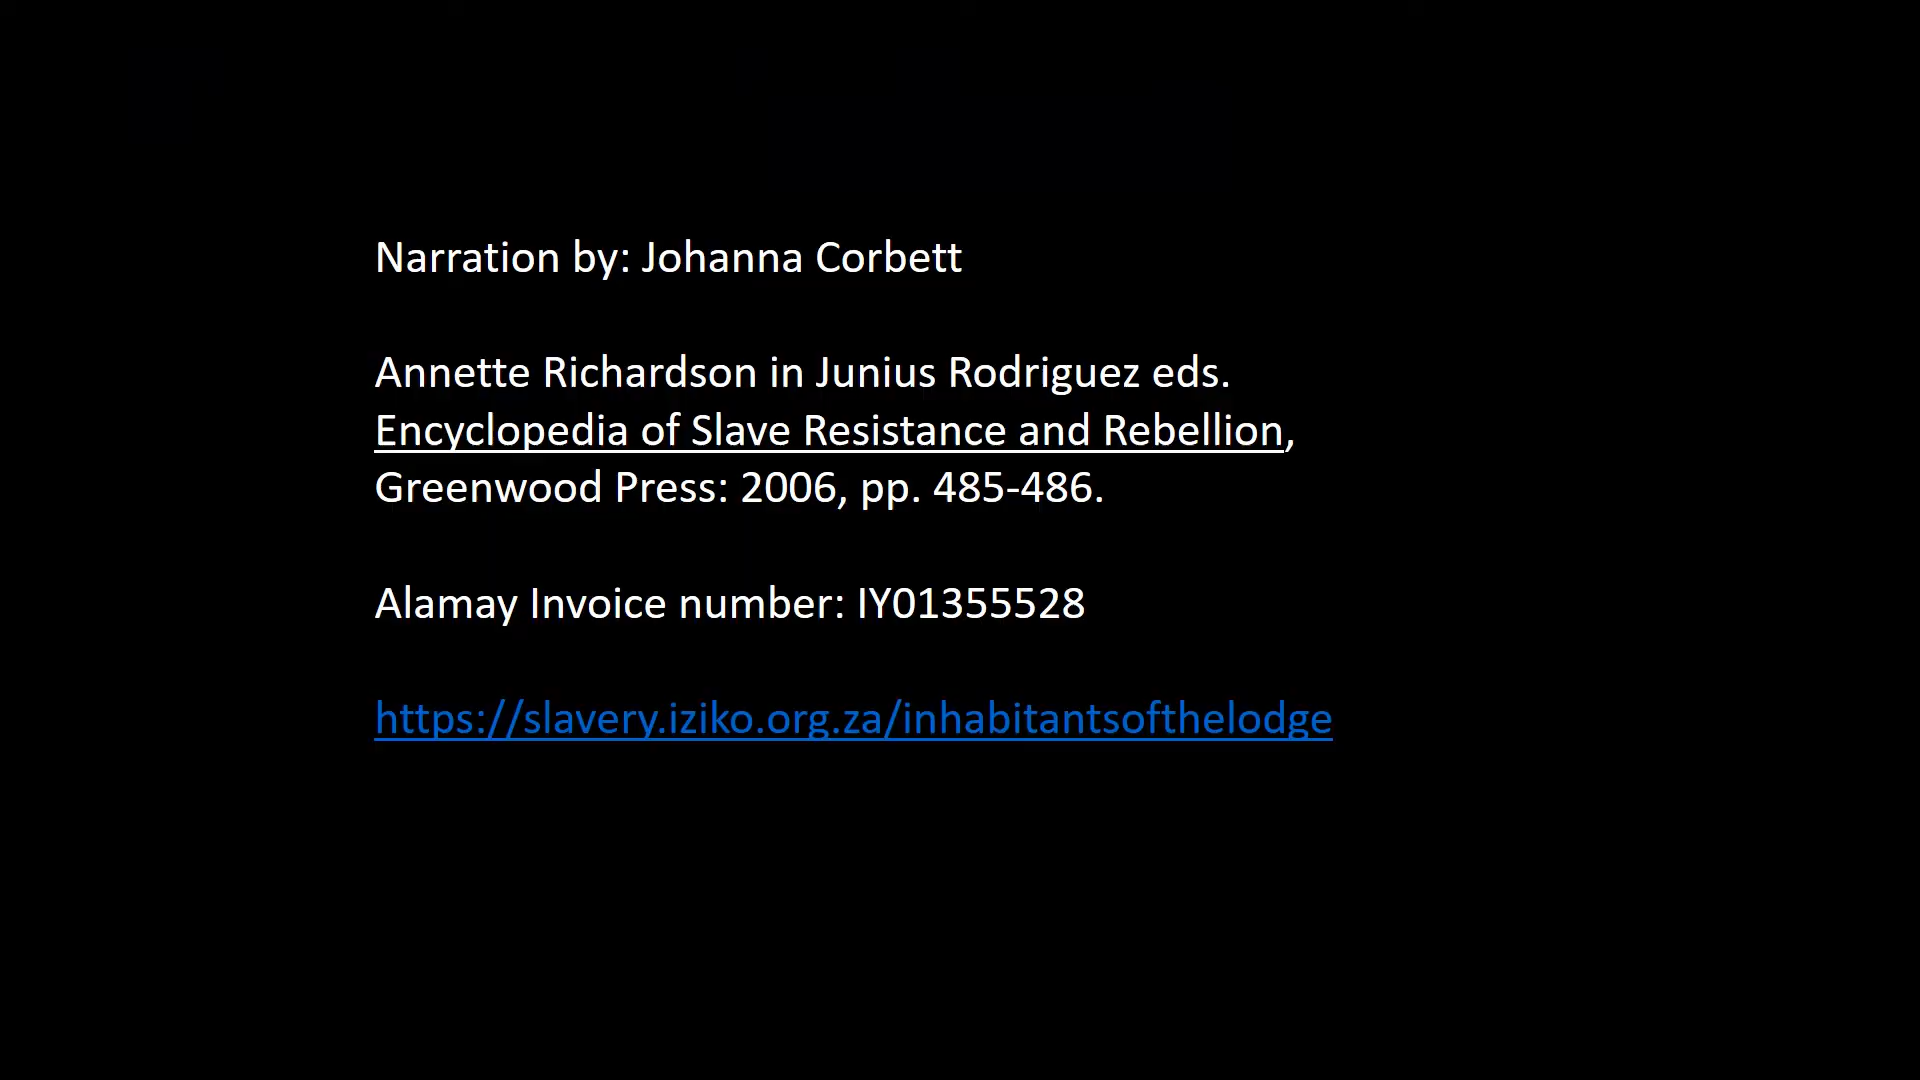 Narration by: Johanna Corbett
Annette Richardson in Junius Rodriguez eds.
Encyclopedia of Slave Resistance and Rebellion,
Greenwood Press: 2006, pp. 485-486.
Alamay Invoice number: IY01355528
https://slavery.iziko.org.za/inhabitantsofthelodge